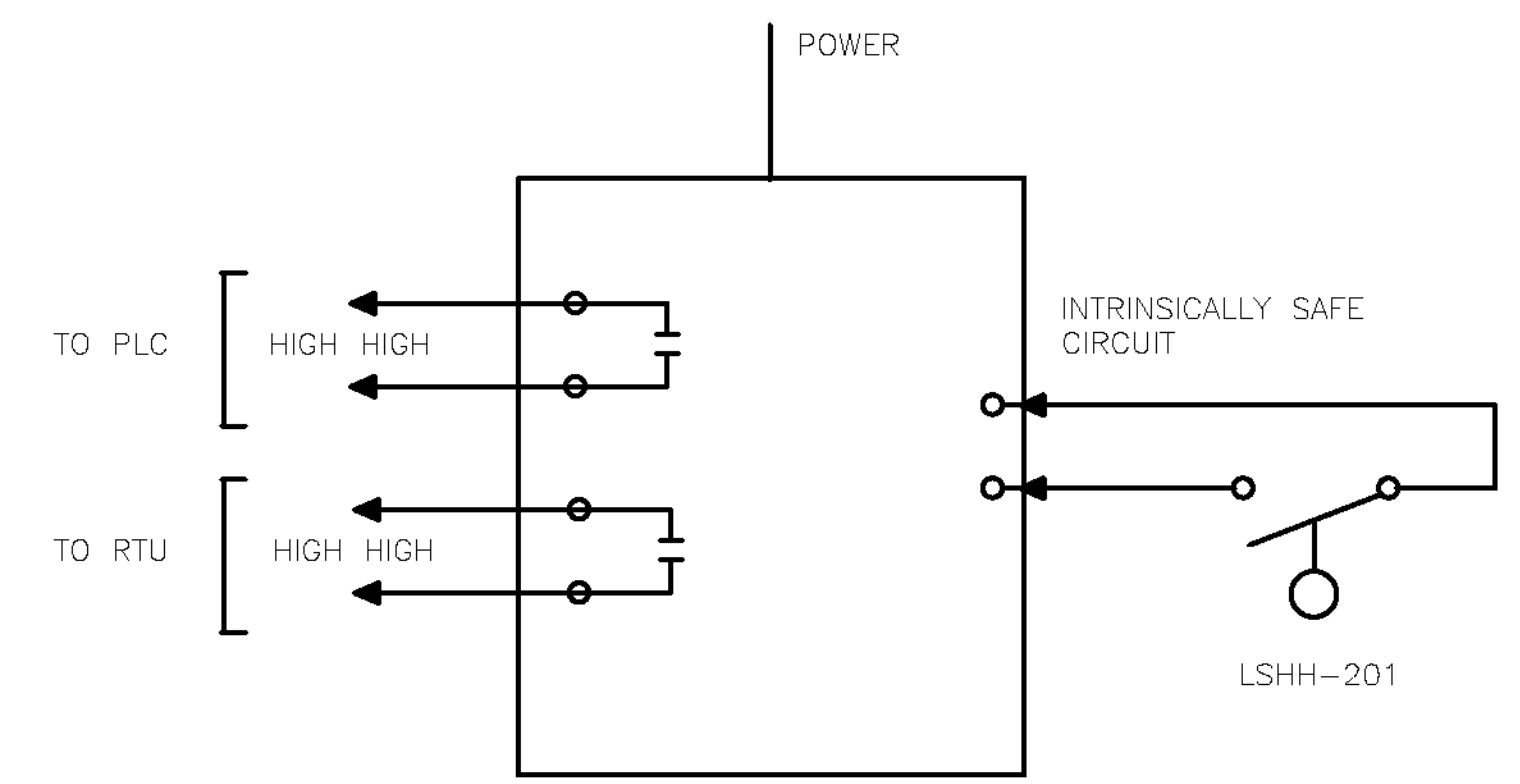 POWER
INTRINSICALLY SAFE
CIRCUIT
TO PLC
HIGH HIGH
TO RTU
HIGH HIGH
LSHH-201